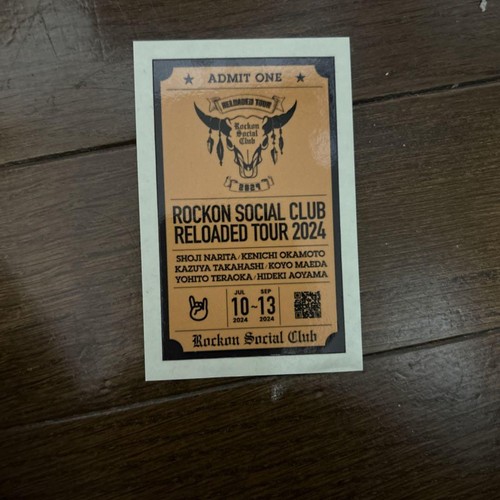 ADMIT ONE
RELOADED TOUR
Rockon
Social
Club
2024
ROCKON SOCIAL CLUB
RELOADED TOUR 2024
SHOJI NARITA/KENICHI OKAMOTO
KAZUYA TAKAHASHI/KOYO MAEDA
YOHITO TERAOKA/HIDEKI AOYAMA
JUL SEP
10~13
2024 2024
Rockon Social Club